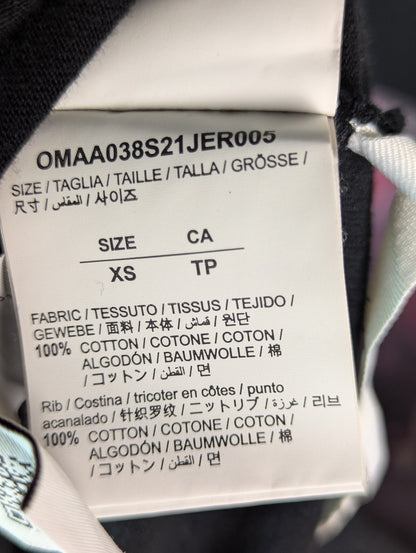 OMAA038S21JER005
SIZE / TAGLIA / TAILLE / TALLA / GRÖSSE /
尺寸 / المقاس / 사이즈
SIZE CA
XS TP
FABRIC / TESSUTO / TISSUS / TEJIDO /
GEWEBE / 面料 / 本体 / قماش / 원단
100% COTTON / COTONE / COTON /
ALGODÓN / BAUMWOLLE / 棉
/ コットン / القطن / 면
Rib / Costina / tricoter en côtes / punto
acanalado / 针织罗纹 / ニットリブ / غرزة / 리브
100% COTTON / COTONE / COTON /
ALGODÓN / BAUMWOLLE / 棉
/ コットン / القطن / 면